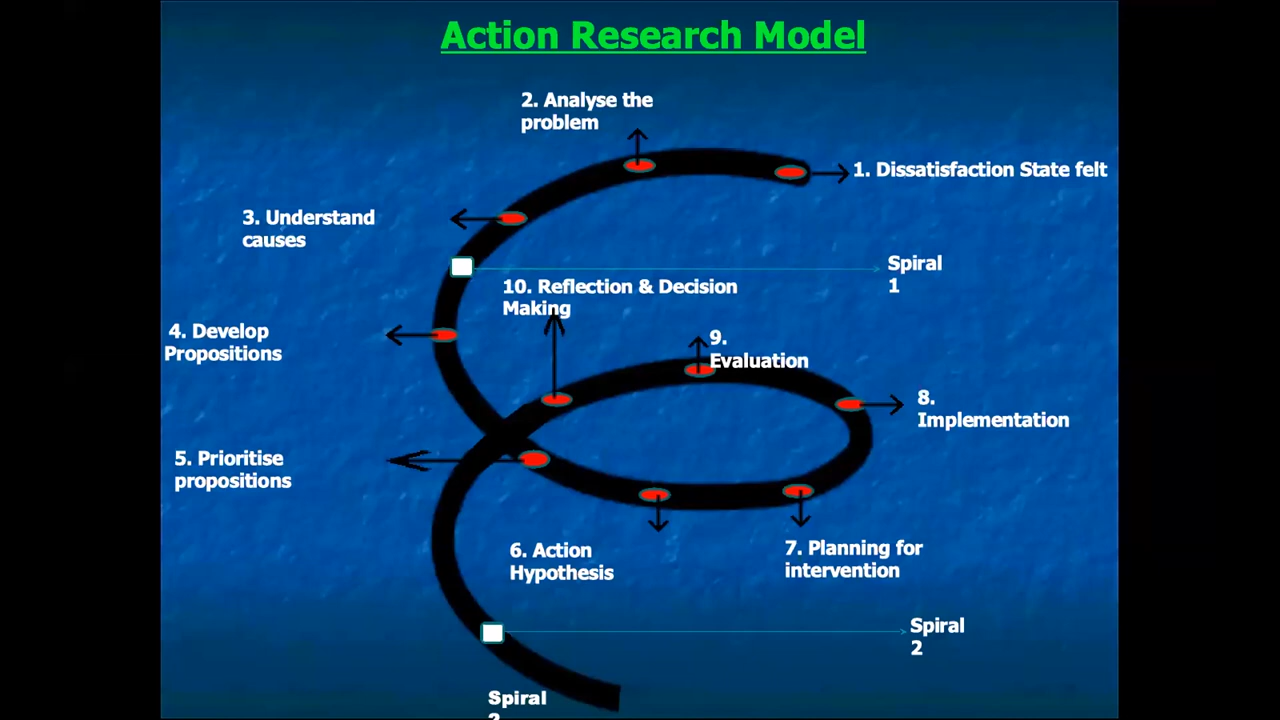 Action Research Model
2. Analyse the
problem
1. Dissatisfaction State felt
3. Understand
causes
Spiral
1
10. Reflection & Decision
Making
4. Develop
Propositions
9.
Evaluation
8.
Implementation
5. Prioritise
propositions
6. Action
Hypothesis
7. Planning for
intervention
Spiral
2
Spiral